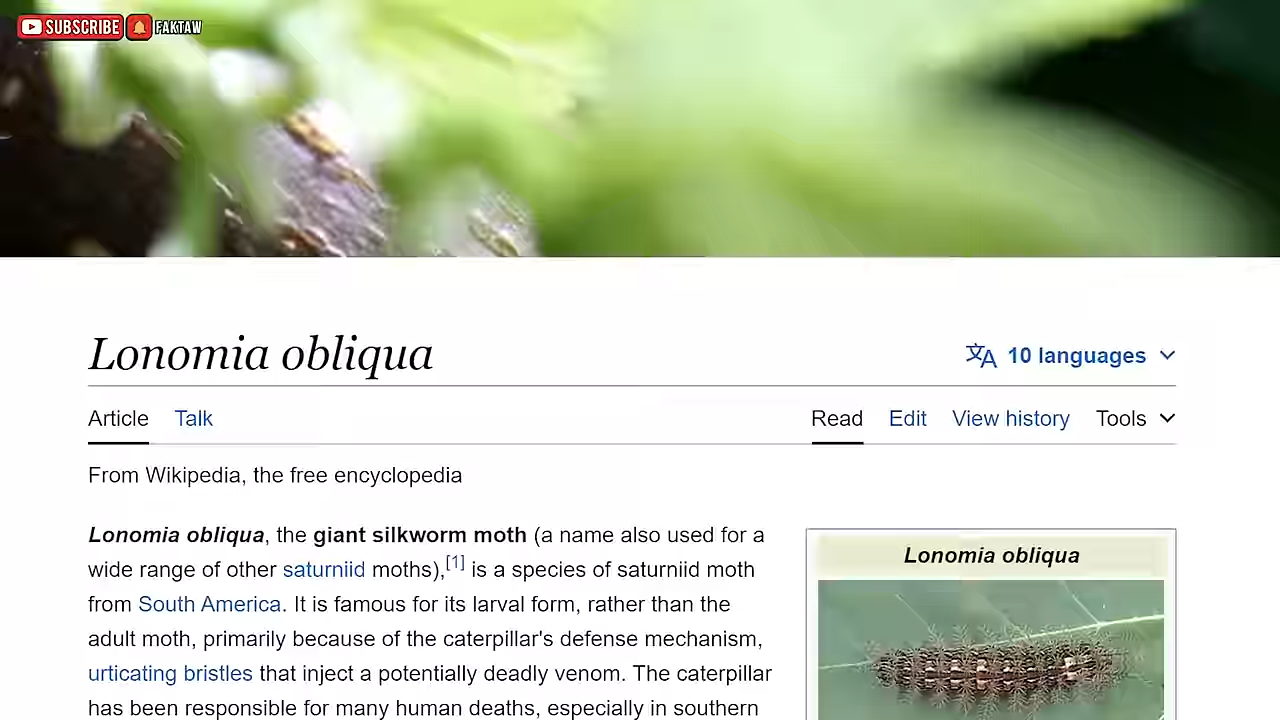 SUBSCRIBE FAKTAW
Lonomia obliqua
10 languages
Article Talk
Read Edit View history Tools
From Wikipedia, the free encyclopedia
Lonomia obliqua, the giant silkworm moth (a name also used for a
wide range of other saturniid moths),[1] is a species of saturniid moth
from South America. It is famous for its larval form, rather than the
adult moth, primarily because of the caterpillar's defense mechanism,
urticating bristles that inject a potentially deadly venom. The caterpillar
has been responsible for many human deaths, especially in southern
Lonomia obliqua